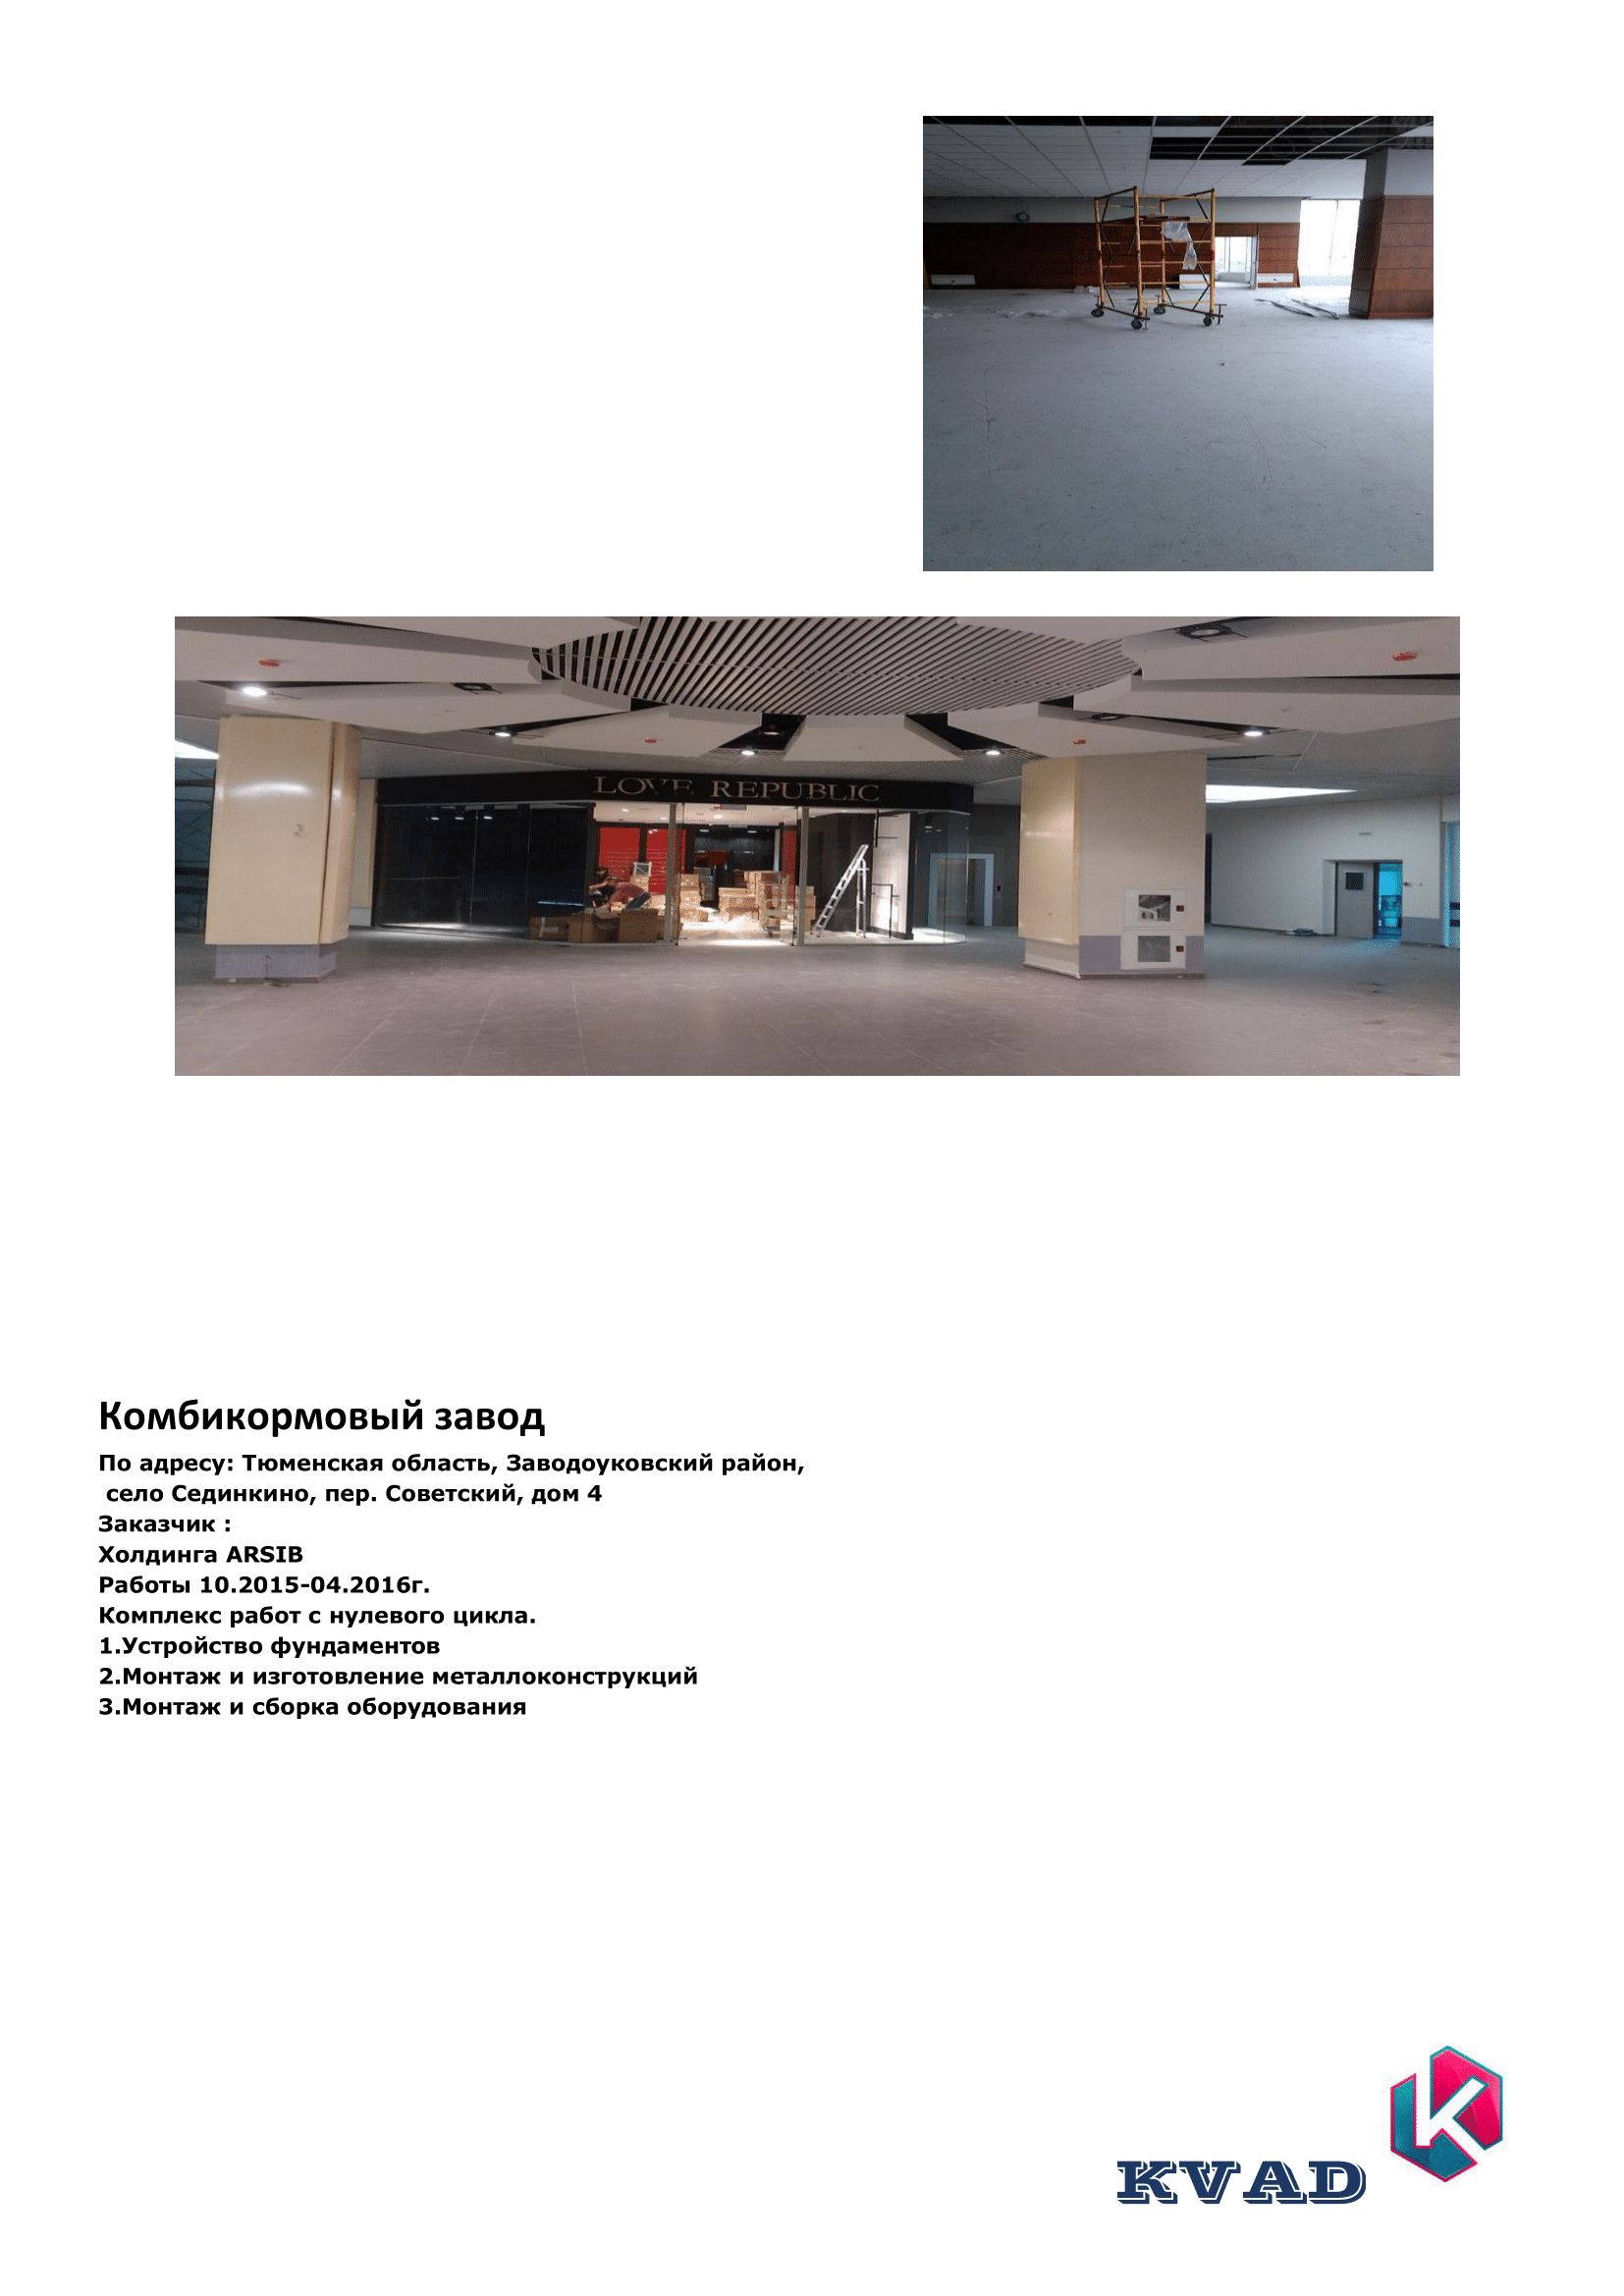 LOVE REPUBLIC
Комбикормовый завод
По адресу: Тюменская область, Заводоуковский район,
село Сединкино, пер. Советский, дом 4
Заказчик :
Холдинга ARSIB
Работы 10.2015-04.2016г.
Комплекс работ с нулевого цикла.
1.Устройство фундаментов
2.Монтаж и изготовление металлоконструкций
3.Монтаж и сборка оборудования
K
KVAD